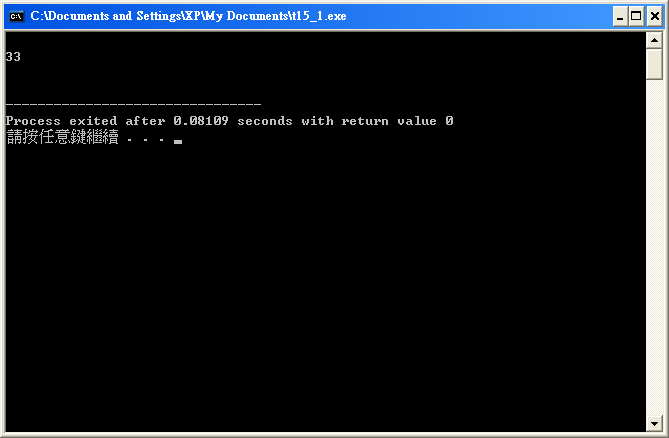 C:\Documents and Settings\XP\My Documents\t15_1.exe
33
--------------------------------
Process exited after 0.08109 seconds with return value 0
請按任意鍵繼續 . . . _